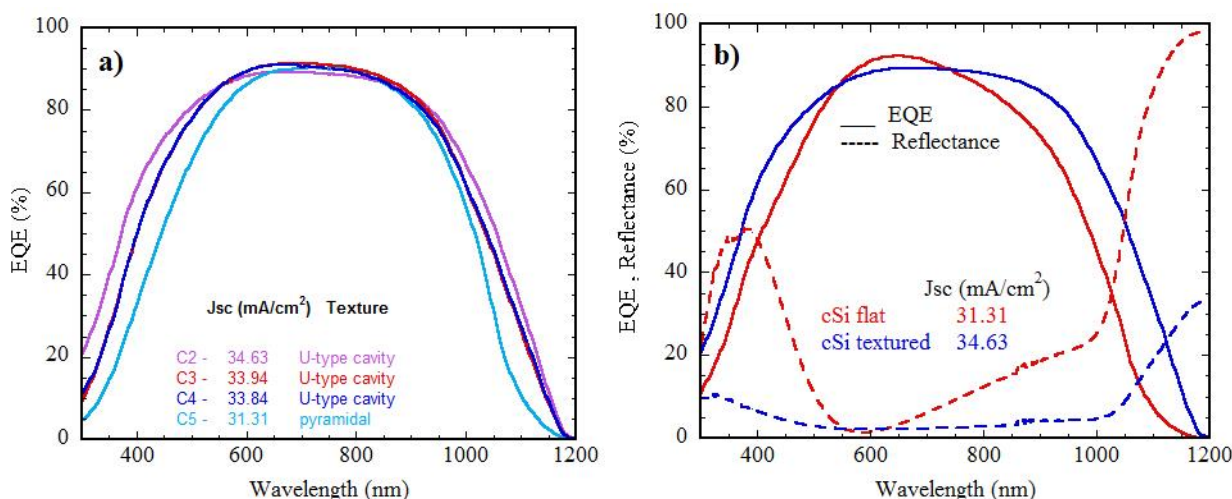 a)
EQE (%)
100
80
60
40
20
0
Jsc (mA/cm²) Texture
C2 - 34.63 U-type cavity
C3 - 33.94 U-type cavity
C4 - 33.84 U-type cavity
C5 - 31.31 pyramidal
400 600 800 1000 1200
Wavelength (nm)
b)
EQE , Reflectance (%)
100
80
60
40
20
0
EQE
Reflectance
Jsc (mA/cm²)
cSi flat 31.31
cSi textured 34.63
400 600 800 1000 1200
Wavelength (nm)